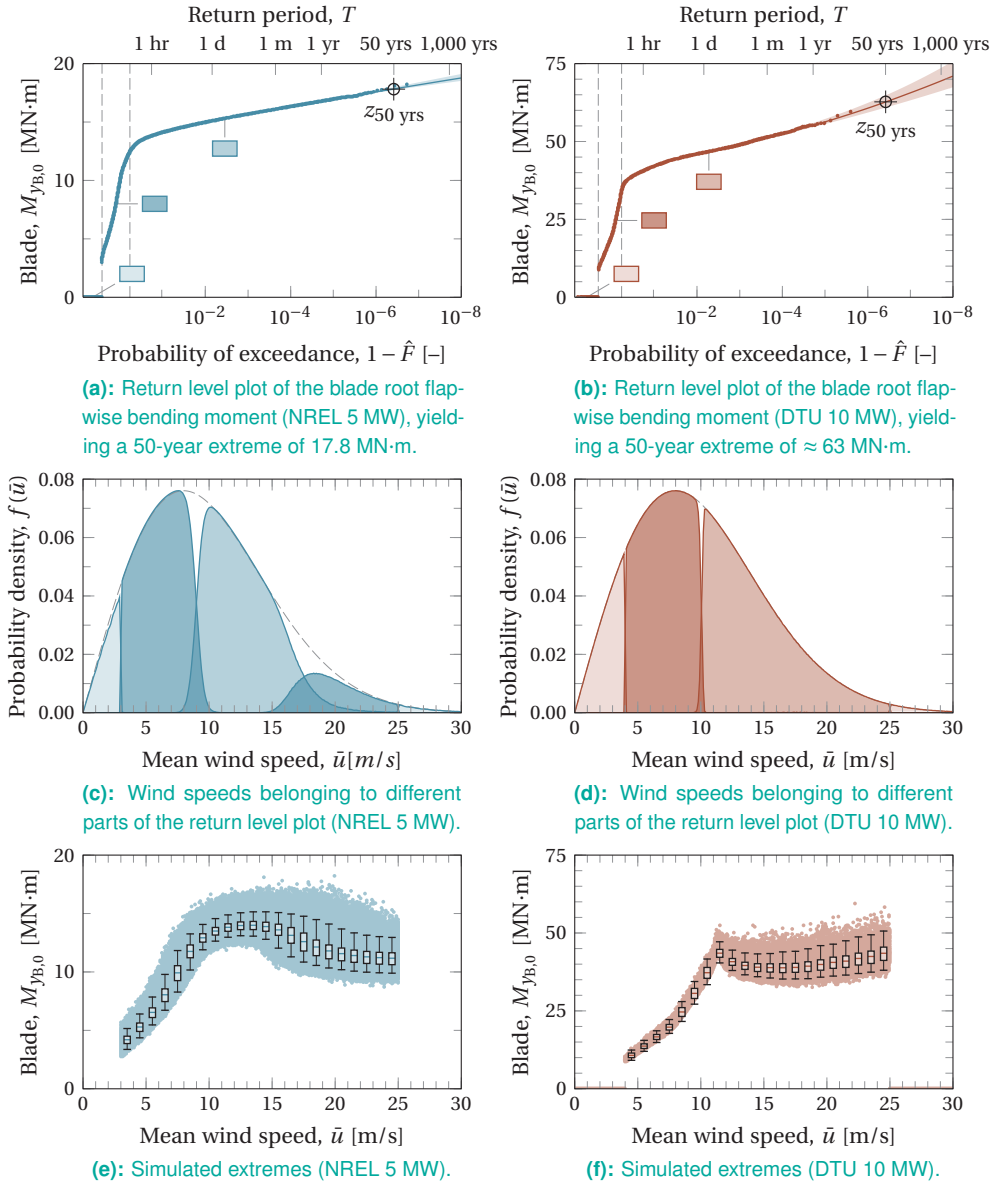 Return period, T
1 hr 1 d 1 m 1 yr 50 yrs 1,000 yrs
Blade, M_{y_{B,0}} [MN·m]
20
10
0
z_{50 yrs}
10^{−2} 10^{−4} 10^{−6} 10^{−8}
Probability of exceedance, 1 − F̂ [–]
(a): Return level plot of the blade root flap-
wise bending moment (NREL 5 MW), yield-
ing a 50-year extreme of 17.8 MN·m.
Return period, T
1 hr 1 d 1 m 1 yr 50 yrs 1,000 yrs
Blade, M_{y_{B,0}} [MN·m]
75
50
25
0
z_{50 yrs}
10^{−2} 10^{−4} 10^{−6} 10^{−8}
Probability of exceedance, 1 − F̂ [–]
(b): Return level plot of the blade root flap-
wise bending moment (DTU 10 MW), yield-
ing a 50-year extreme of ≈ 63 MN·m.
Probability density, f(ū)
0.08
0.06
0.04
0.02
0.00
0 5 10 15 20 25 30
Mean wind speed, ū[m/s]
(c): Wind speeds belonging to different
parts of the return level plot (NREL 5 MW).
Probability density, f(ū)
0.08
0.06
0.04
0.02
0.00
0 5 10 15 20 25 30
Mean wind speed, ū [m/s]
(d): Wind speeds belonging to different
parts of the return level plot (DTU 10 MW).
Blade, M_{y_{B,0}} [MN·m]
20
10
0
0 5 10 15 20 25 30
Mean wind speed, ū [m/s]
(e): Simulated extremes (NREL 5 MW).
Blade, M_{y_{B,0}} [MN·m]
75
50
25
0
0 5 10 15 20 25 30
Mean wind speed, ū [m/s]
(f): Simulated extremes (DTU 10 MW).